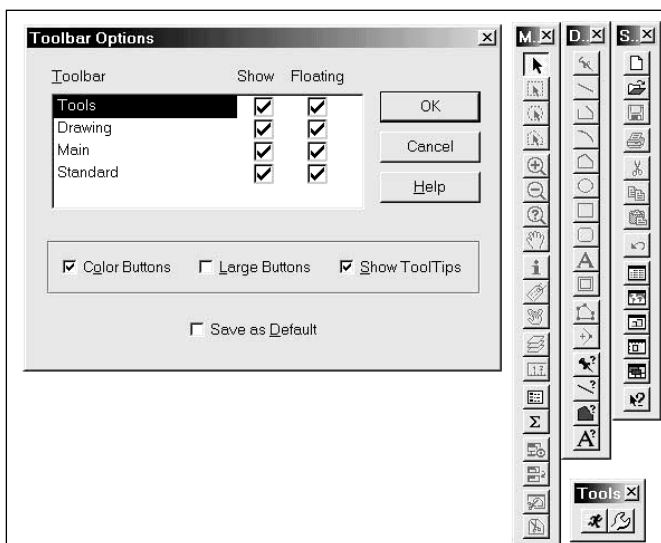 Toolbar Options
Toolbar Show Floating
Tools
Drawing
Main
Standard
OK
Cancel
Help
Color Buttons Large Buttons Show ToolTips
Save as Default
M..
D..
S..
Tools